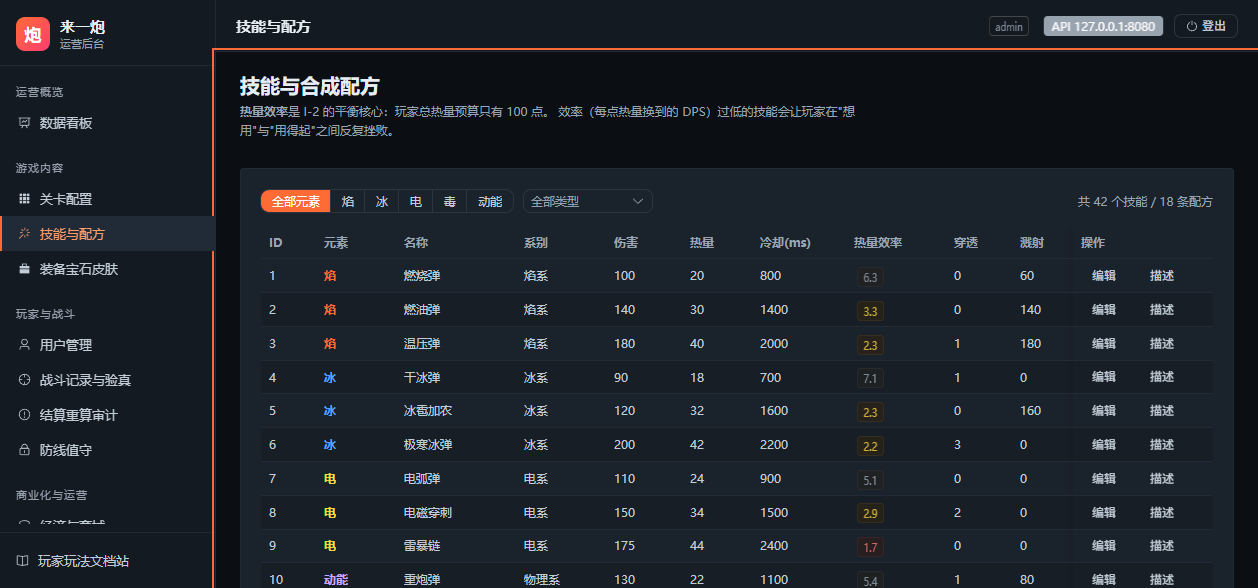 炮
来一炮
运营后台
技能与配方
admin
API 127.0.0.1:8080
登出
运营概览
数据看板
游戏内容
关卡配置
技能与配方
装备宝石皮肤
玩家与战斗
用户管理
战斗记录与验真
结算重算审计
防线值守
商业化与运营
玩家玩法文档站
技能与合成配方
热量效率是 I-2 的平衡核心：玩家总热量预算只有 100 点。 效率（每点热量换到的 DPS）过低的技能会让玩家在"想
用"与"用得起"之间反复挫败。
全部元素 焰 冰 电 毒 动能 全部类型 共 42 个技能 / 18 条配方
ID 元素 名称 系别 伤害 热量 冷却(ms) 热量效率 穿透 溅射 操作
1 焰 燃烧弹 焰系 100 20 800 6.3 0 60 编辑 描述
2 焰 燃油弹 焰系 140 30 1400 3.3 0 140 编辑 描述
3 焰 温压弹 焰系 180 40 2000 2.3 1 180 编辑 描述
4 冰 干冰弹 冰系 90 18 700 7.1 1 0 编辑 描述
5 冰 冰雹加农 冰系 120 32 1600 2.3 0 160 编辑 描述
6 冰 极寒冰弹 冰系 200 42 2200 2.2 3 0 编辑 描述
7 电 电弧弹 电系 110 24 900 5.1 0 0 编辑 描述
8 电 电磁穿刺 电系 150 34 1500 2.9 2 0 编辑 描述
9 电 雷暴链 电系 175 44 2400 1.7 0 0 编辑 描述
10 动能 重炮弹 物理系 130 22 1100 5.4 1 80 编辑 描述